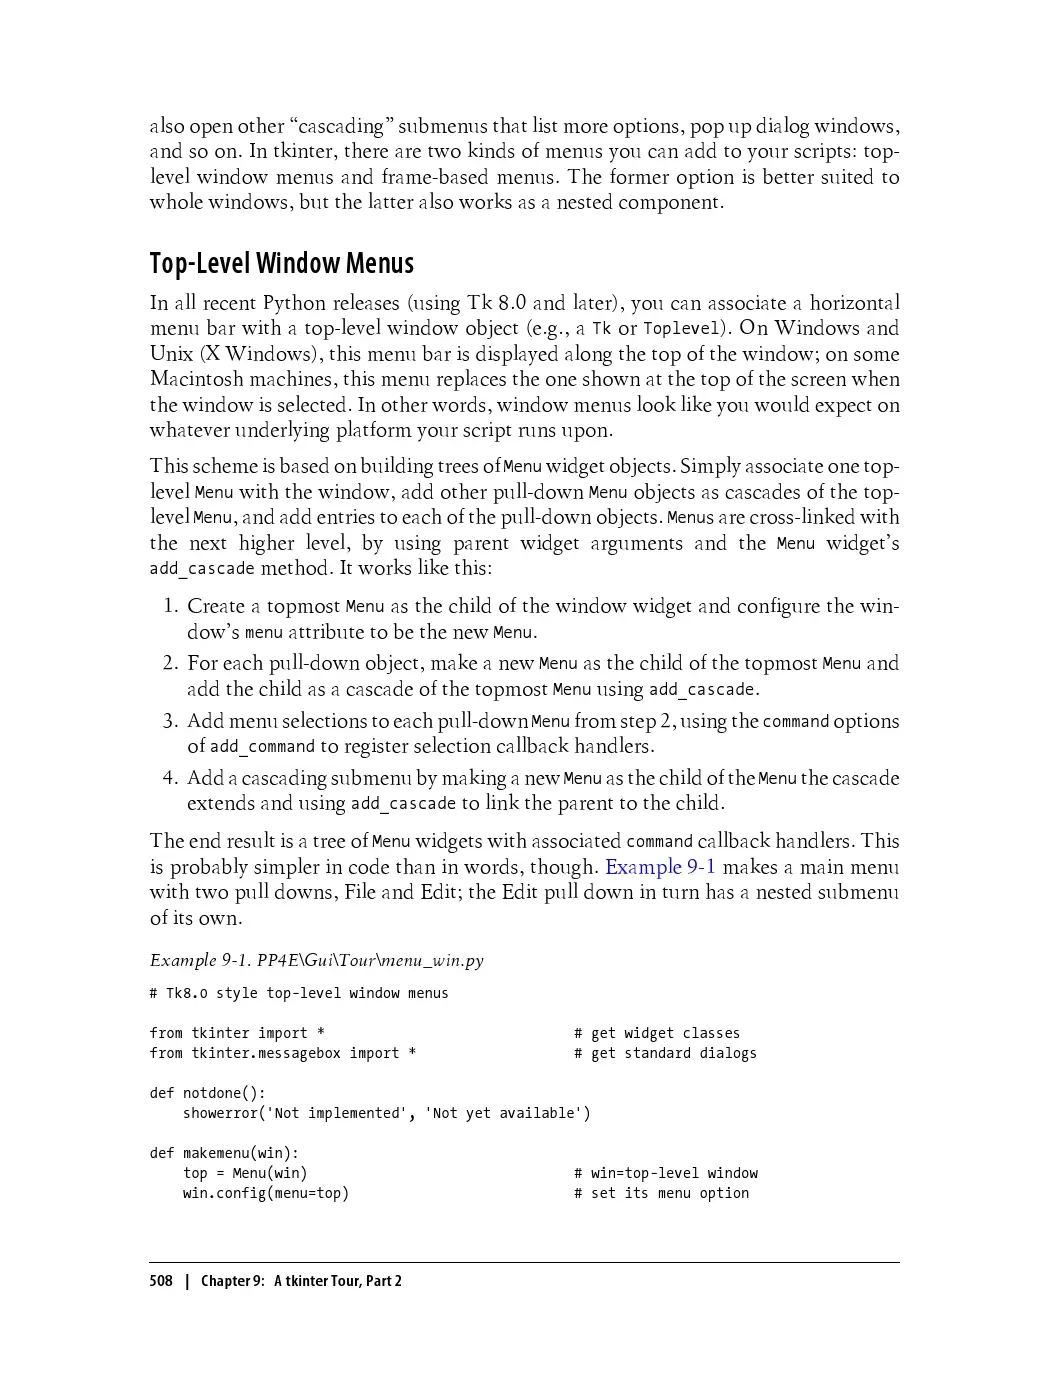 also open other “cascading” submenus that list more options, pop up dialog windows,
and so on. In tkinter, there are two kinds of menus you can add to your scripts: top-
level window menus and frame-based menus. The former option is better suited to
whole windows, but the latter also works as a nested component.
Top-Level Window Menus
In all recent Python releases (using Tk 8.0 and later), you can associate a horizontal
menu bar with a top-level window object (e.g., a Tk or Toplevel). On Windows and
Unix (X Windows), this menu bar is displayed along the top of the window; on some
Macintosh machines, this menu replaces the one shown at the top of the screen when
the window is selected. In other words, window menus look like you would expect on
whatever underlying platform your script runs upon.
This scheme is based on building trees of Menu widget objects. Simply associate one top-
level Menu with the window, add other pull-down Menu objects as cascades of the top-
level Menu, and add entries to each of the pull-down objects. Menus are cross-linked with
the next higher level, by using parent widget arguments and the Menu widget’s
add_cascade method. It works like this:
1. Create a topmost Menu as the child of the window widget and configure the win-
dow’s menu attribute to be the new Menu.
2. For each pull-down object, make a new Menu as the child of the topmost Menu and
add the child as a cascade of the topmost Menu using add_cascade.
3. Add menu selections to each pull-down Menu from step 2, using the command options
of add_command to register selection callback handlers.
4. Add a cascading submenu by making a new Menu as the child of the Menu the cascade
extends and using add_cascade to link the parent to the child.
The end result is a tree of Menu widgets with associated command callback handlers. This
is probably simpler in code than in words, though. Example 9-1 makes a main menu
with two pull downs, File and Edit; the Edit pull down in turn has a nested submenu
of its own.
Example 9-1. PP4E\Gui\Tour\menu_win.py
# Tk8.0 style top-level window menus
from tkinter import * # get widget classes
from tkinter.messagebox import * # get standard dialogs
def notdone():
showerror('Not implemented', 'Not yet available')
def makemenu(win):
top = Menu(win) # win=top-level window
win.config(menu=top) # set its menu option
508 | Chapter 9: A tkinter Tour, Part 2